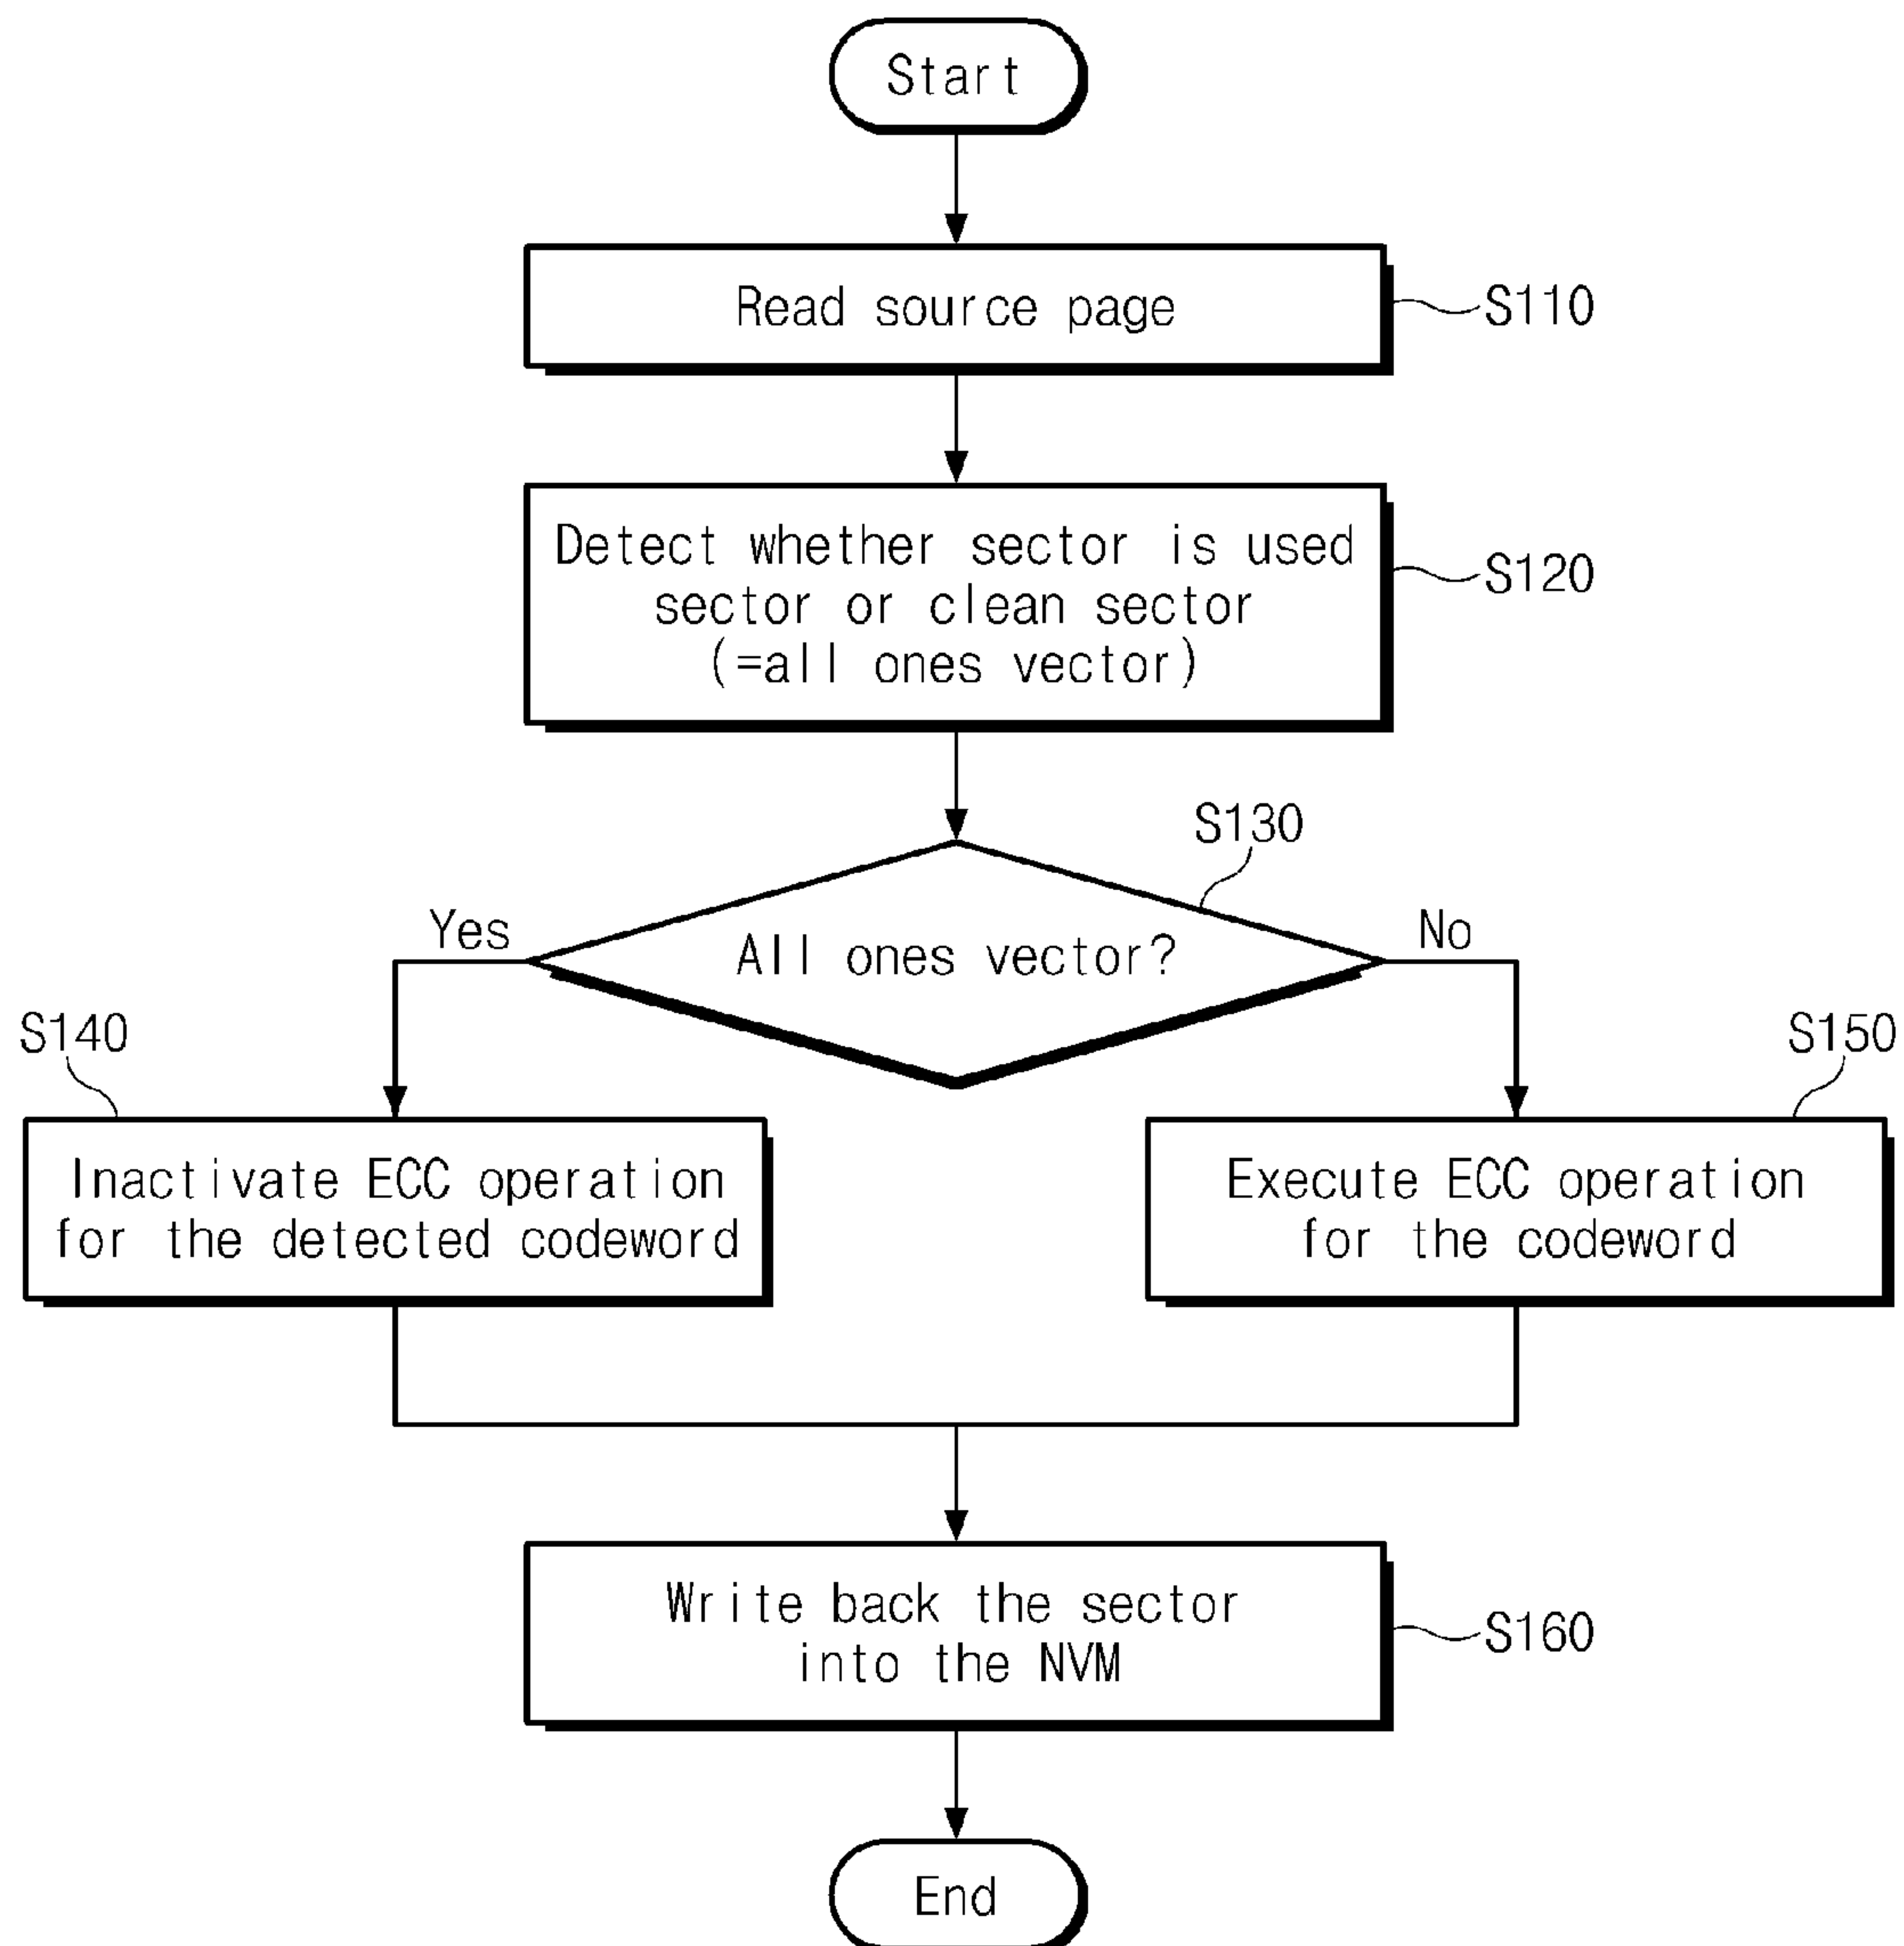 Start
Read source page
S110
Detect whether sector is used
sector or clean sector
(=all ones vector)
S120
S130
All ones vector?
Yes
No
S140
Inactivate ECC operation
for the detected codeword
S150
Execute ECC operation
for the codeword
Write back the sector
into the NVM
S160
End